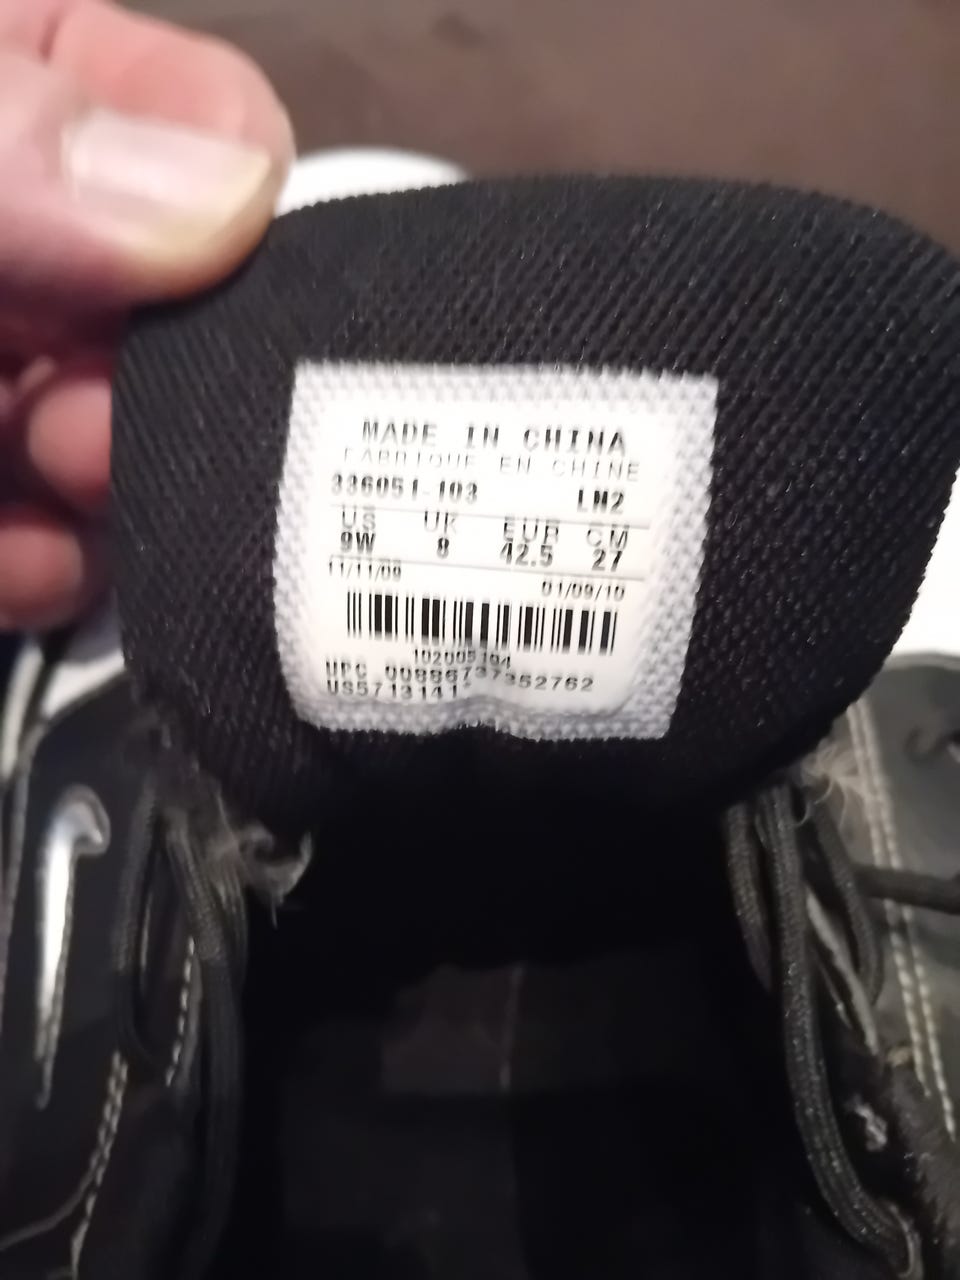 MADE IN CHINA
FABRIQUE EN CHINE
336051-103 LN2
US UK EUR CM
9W 8 42.5 27
11/11/09 01/09/10
102005194
UPC 00886737352762
US5713141*